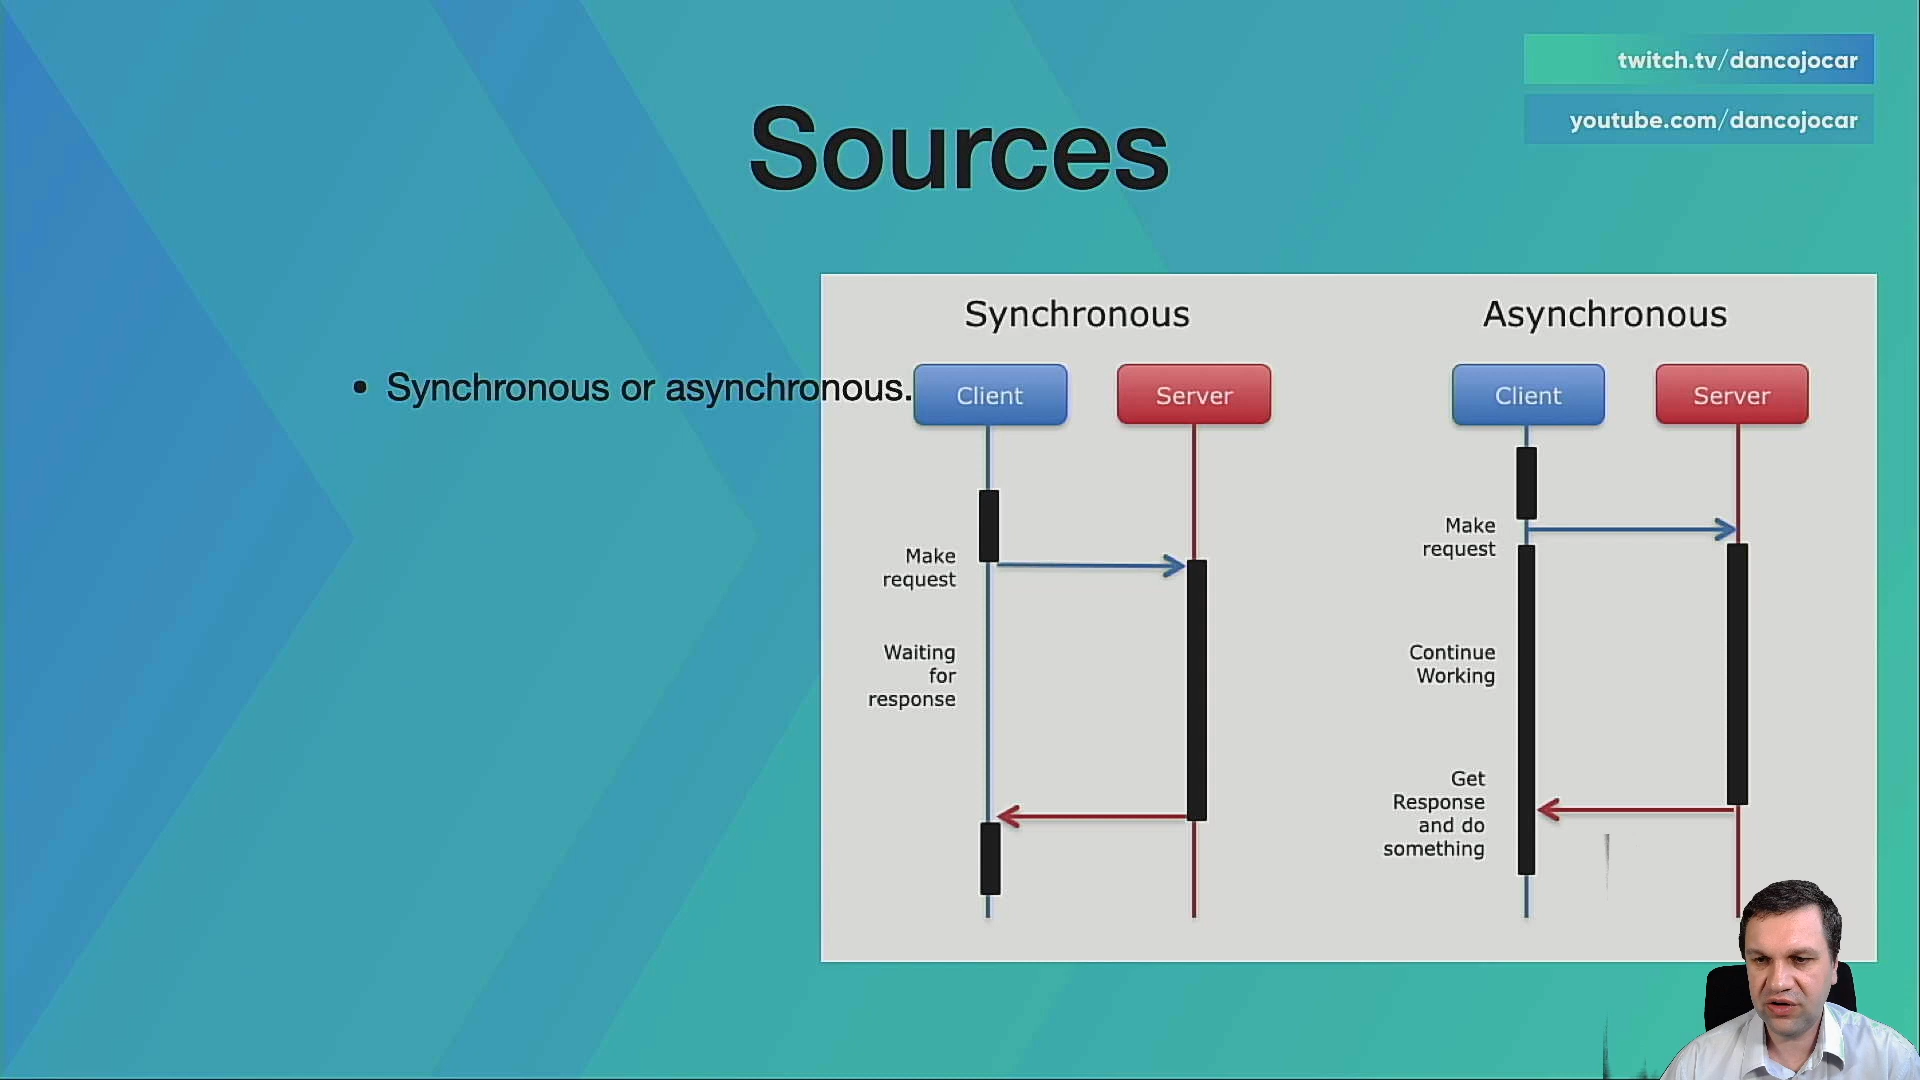 twitch.tv/dancojocar
youtube.com/dancojocar
Sources
• Synchronous or asynchronous.
Synchronous
Client
Server
Make
request
Waiting
for
response
Asynchronous
Client
Server
Make
request
Continue
Working
Get
Response
and do
something